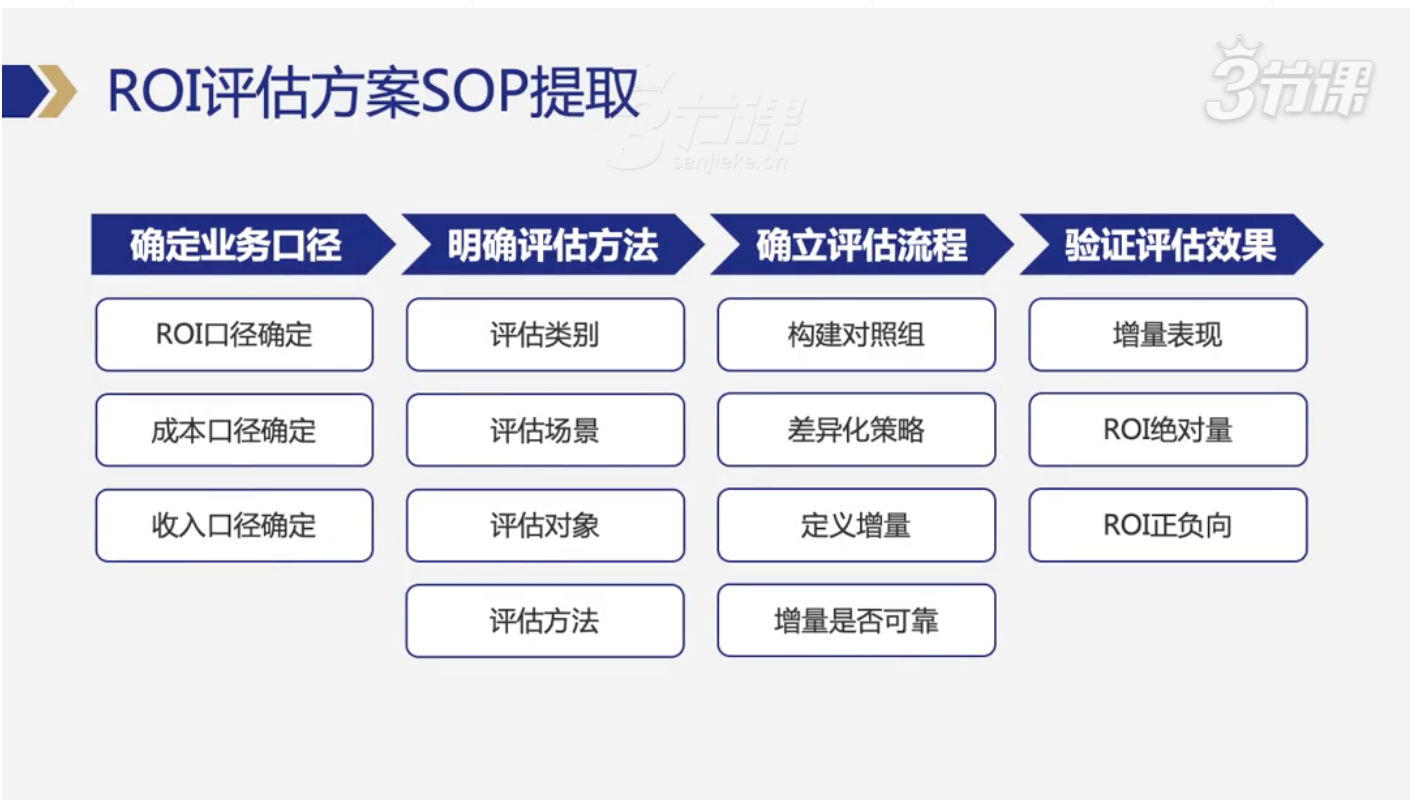 ROI评估方案SOP提取
3节课
3节课
sanjieke.cn
确定业务口径
明确评估方法
确立评估流程
验证评估效果
ROI口径确定
评估类别
构建对照组
增量表现
成本口径确定
评估场景
差异化策略
ROI绝对量
收入口径确定
评估对象
定义增量
ROI正负向
评估方法
增量是否可靠